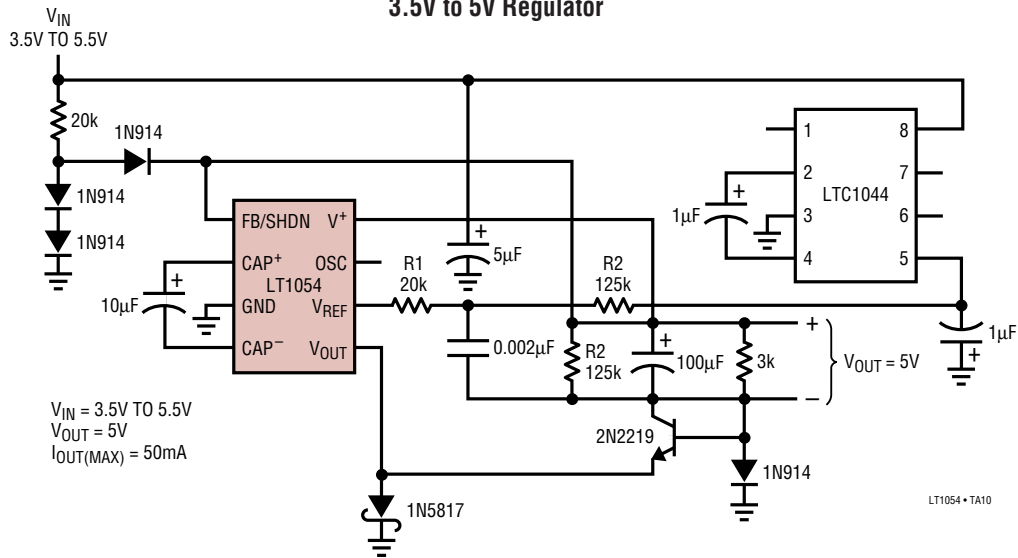 3.5V to 5V Regulator
VIN
3.5V TO 5.5V
20k
1N914
1N914
1N914
FB/SHDN V+
CAP+ OSC
LT1054
GND VREF
CAP− VOUT
10µF
+
5µF
+
R1
20k
R2
125k
0.002µF
R2
125k
+
100µF
3k
+
−
VOUT = 5V
1 8
2 7
LTC1044
3 6
4 5
1µF
+
1µF
+
2N2219
1N914
1N5817
VIN = 3.5V TO 5.5V
VOUT = 5V
IOUT(MAX) = 50mA
LT1054 • TA10